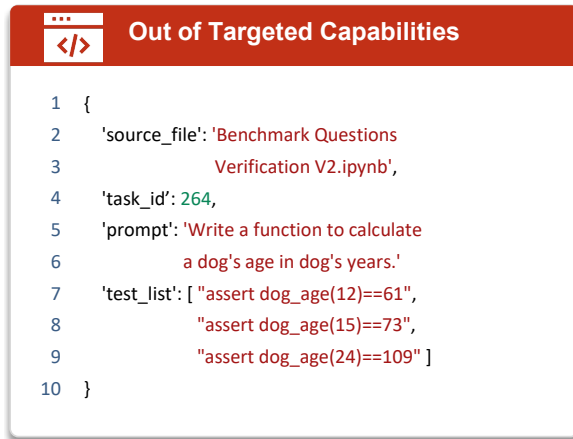 </>
Out of Targeted Capabilities
1 {
2 'source_file': 'Benchmark Questions
3 Verification V2.ipynb',
4 'task_id’: 264,
5 'prompt': 'Write a function to calculate
6 a dog's age in dog's years.'
7 'test_list': [ "assert dog_age(12)==61",
8 "assert dog_age(15)==73",
9 "assert dog_age(24)==109" ]
10 }